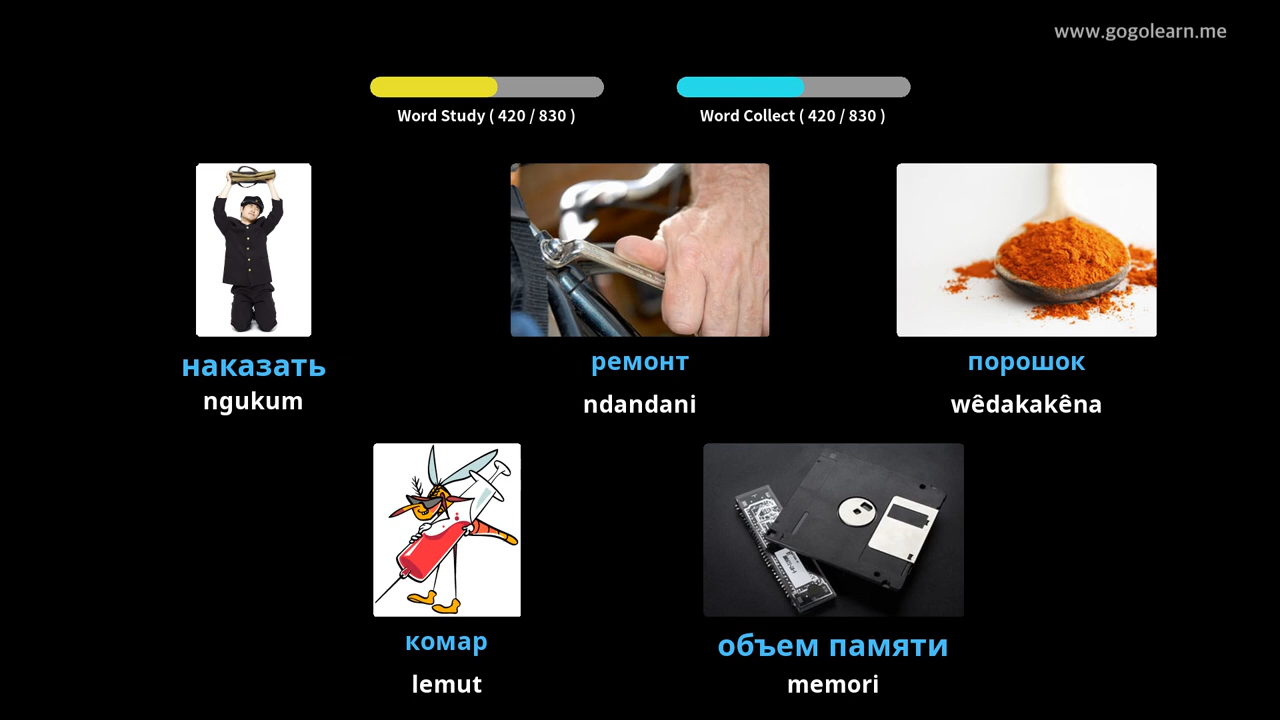 www.gogolearn.me
Word Study ( 420 / 830 )
Word Collect ( 420 / 830 )
наказать
ngukum
ремонт
ndandani
порошок
wêdakakêna
комар
lemut
объем памяти
memori